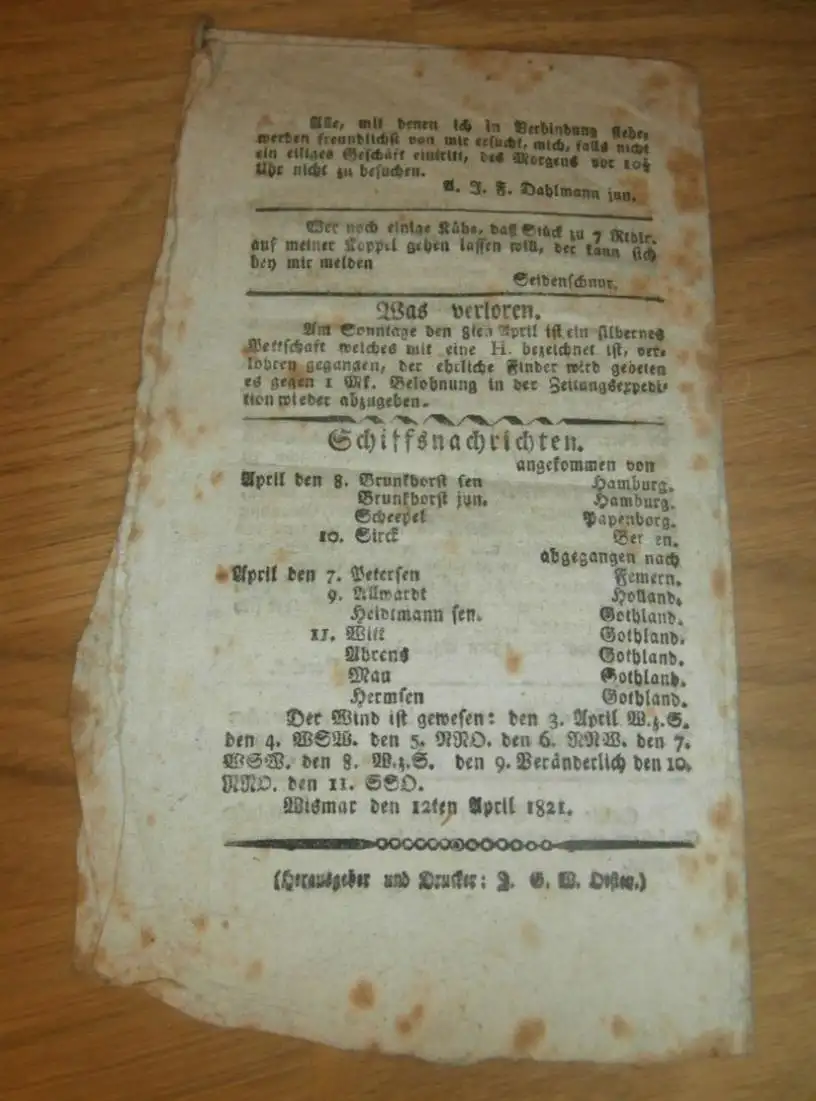 Alle, mit denen ich in Verbindung stehe,
werden freundlichst von mir ersucht, mich, falls nicht
ein eiliges Geschäft eintritt, des Morgens vor 10½
Uhr nicht zu besuchen.
A. J. F. Dahlmann jun.
Wer noch einige Kühe, daß Stück zu 7 Rthlr.
auf meiner Koppel gehen lassen will, der kann sich
bey mir melden
Seidenschnur.
Was verloren.
Am Sonntage den 8ten April ist ein silbernes
Pettschaft welches mit eine H. bezeichnet ist, ver-
lohren gegangen, der ehrliche Finder wird gebeten
es gegen 1 Mk. Belohnung in der Zeitungsexpedi-
tion wieder abzugeben.
Schiffsnachrichten.
angekommen von
April den 8. Brunkhorst sen Hamburg.
Brunkhorst jun. Hamburg.
Scheepel Papenborg.
10. Sirck
abgegangen nach
April den 7. Petersen Femern.
9. Allwardt Holland.
Heidtmann sen. Gothland.
11. Witt Gothland.
Ahrens Gothland.
Mau Gothland.
Hermsen Gothland.
Der Wind ist gewesen: den 3. April W.z.S.
den 4. WSW. den 5. NNO. den 6. NNW. den 7.
WSW. den 8. W.z.S. den 9. Veränderlich den 10.
NNO. den 11. SSO.
Wismar den 12ten April 1821.
(Herausgeber und Drucker: J. G. W. Oesten.)